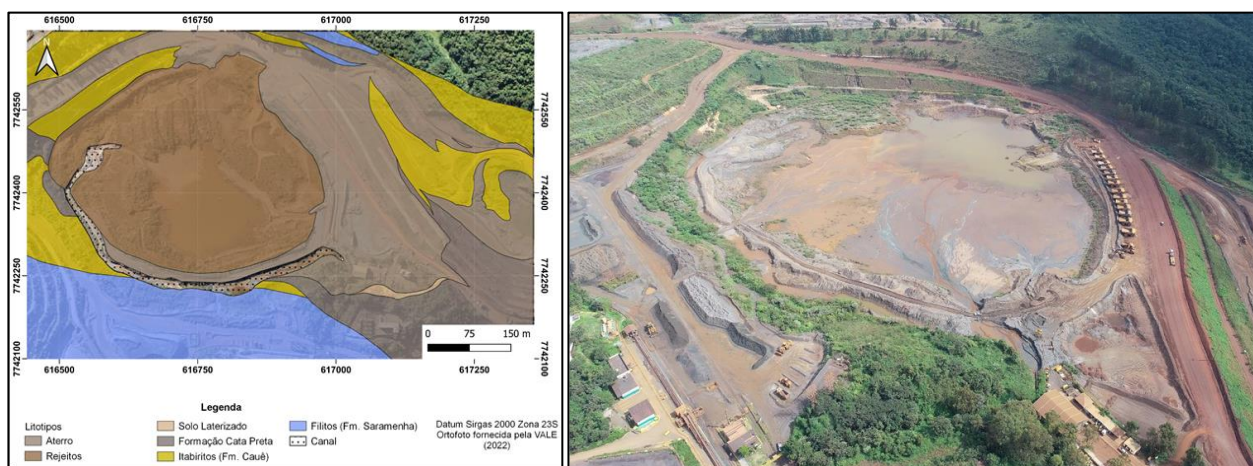 616500 616750 617000 617250
N
7742550 7742550
7742400 7742400
7742250 7742250
7742100 7742100
0 75 150 m
616500 616750 617000 617250
Legenda
Litotipos
Aterro
Rejeitos
Solo Laterizado
Formação Cata Preta
Itabiritos (Fm. Cauê)
Filitos (Fm. Saramenha)
Canal
Datum Sirgas 2000 Zona 23S
Ortofoto fornecida pela VALE
(2022)